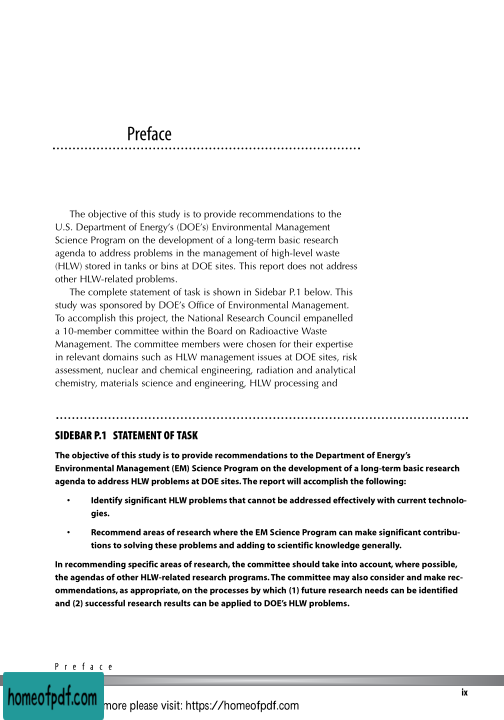 Preface
The objective of this study is to provide recommendations to the
U.S. Department of Energy's (DOE's) Environmental Management
Science Program on the development of a long-term basic research
agenda to address problems in the management of high-level waste
(HLW) stored in tanks or bins at DOE sites. This report does not address
other HLW-related problems.
The complete statement of task is shown in Sidebar P.1 below. This
study was sponsored by DOE's Office of Environmental Management.
To accomplish this project, the National Research Council empanelled
a 10-member committee within the Board on Radioactive Waste
Management. The committee members were chosen for their expertise
in relevant domains such as HLW management issues at DOE sites, risk
assessment, nuclear and chemical engineering, radiation and analytical
chemistry, materials science and engineering, HLW processing and
SIDEBAR P.1 STATEMENT OF TASK
The objective of this study is to provide recommendations to the Department of Energy's
Environmental Management (EM) Science Program on the development of a long-term basic research
agenda to address HLW problems at DOE sites. The report will accomplish the following:
• Identify significant HLW problems that cannot be addressed effectively with current technolo-
gies.
• Recommend areas of research where the EM Science Program can make significant contribu-
tions to solving these problems and adding to scientific knowledge generally.
In recommending specific areas of research, the committee should take into account, where possible,
the agendas of other HLW-related research programs. The committee may also consider and make rec-
ommendations, as appropriate, on the processes by which (1) future research needs can be identified
and (2) successful research results can be applied to DOE's HLW problems.
Preface
ix
homeofpdf.com
more please visit: https://homeofpdf.com